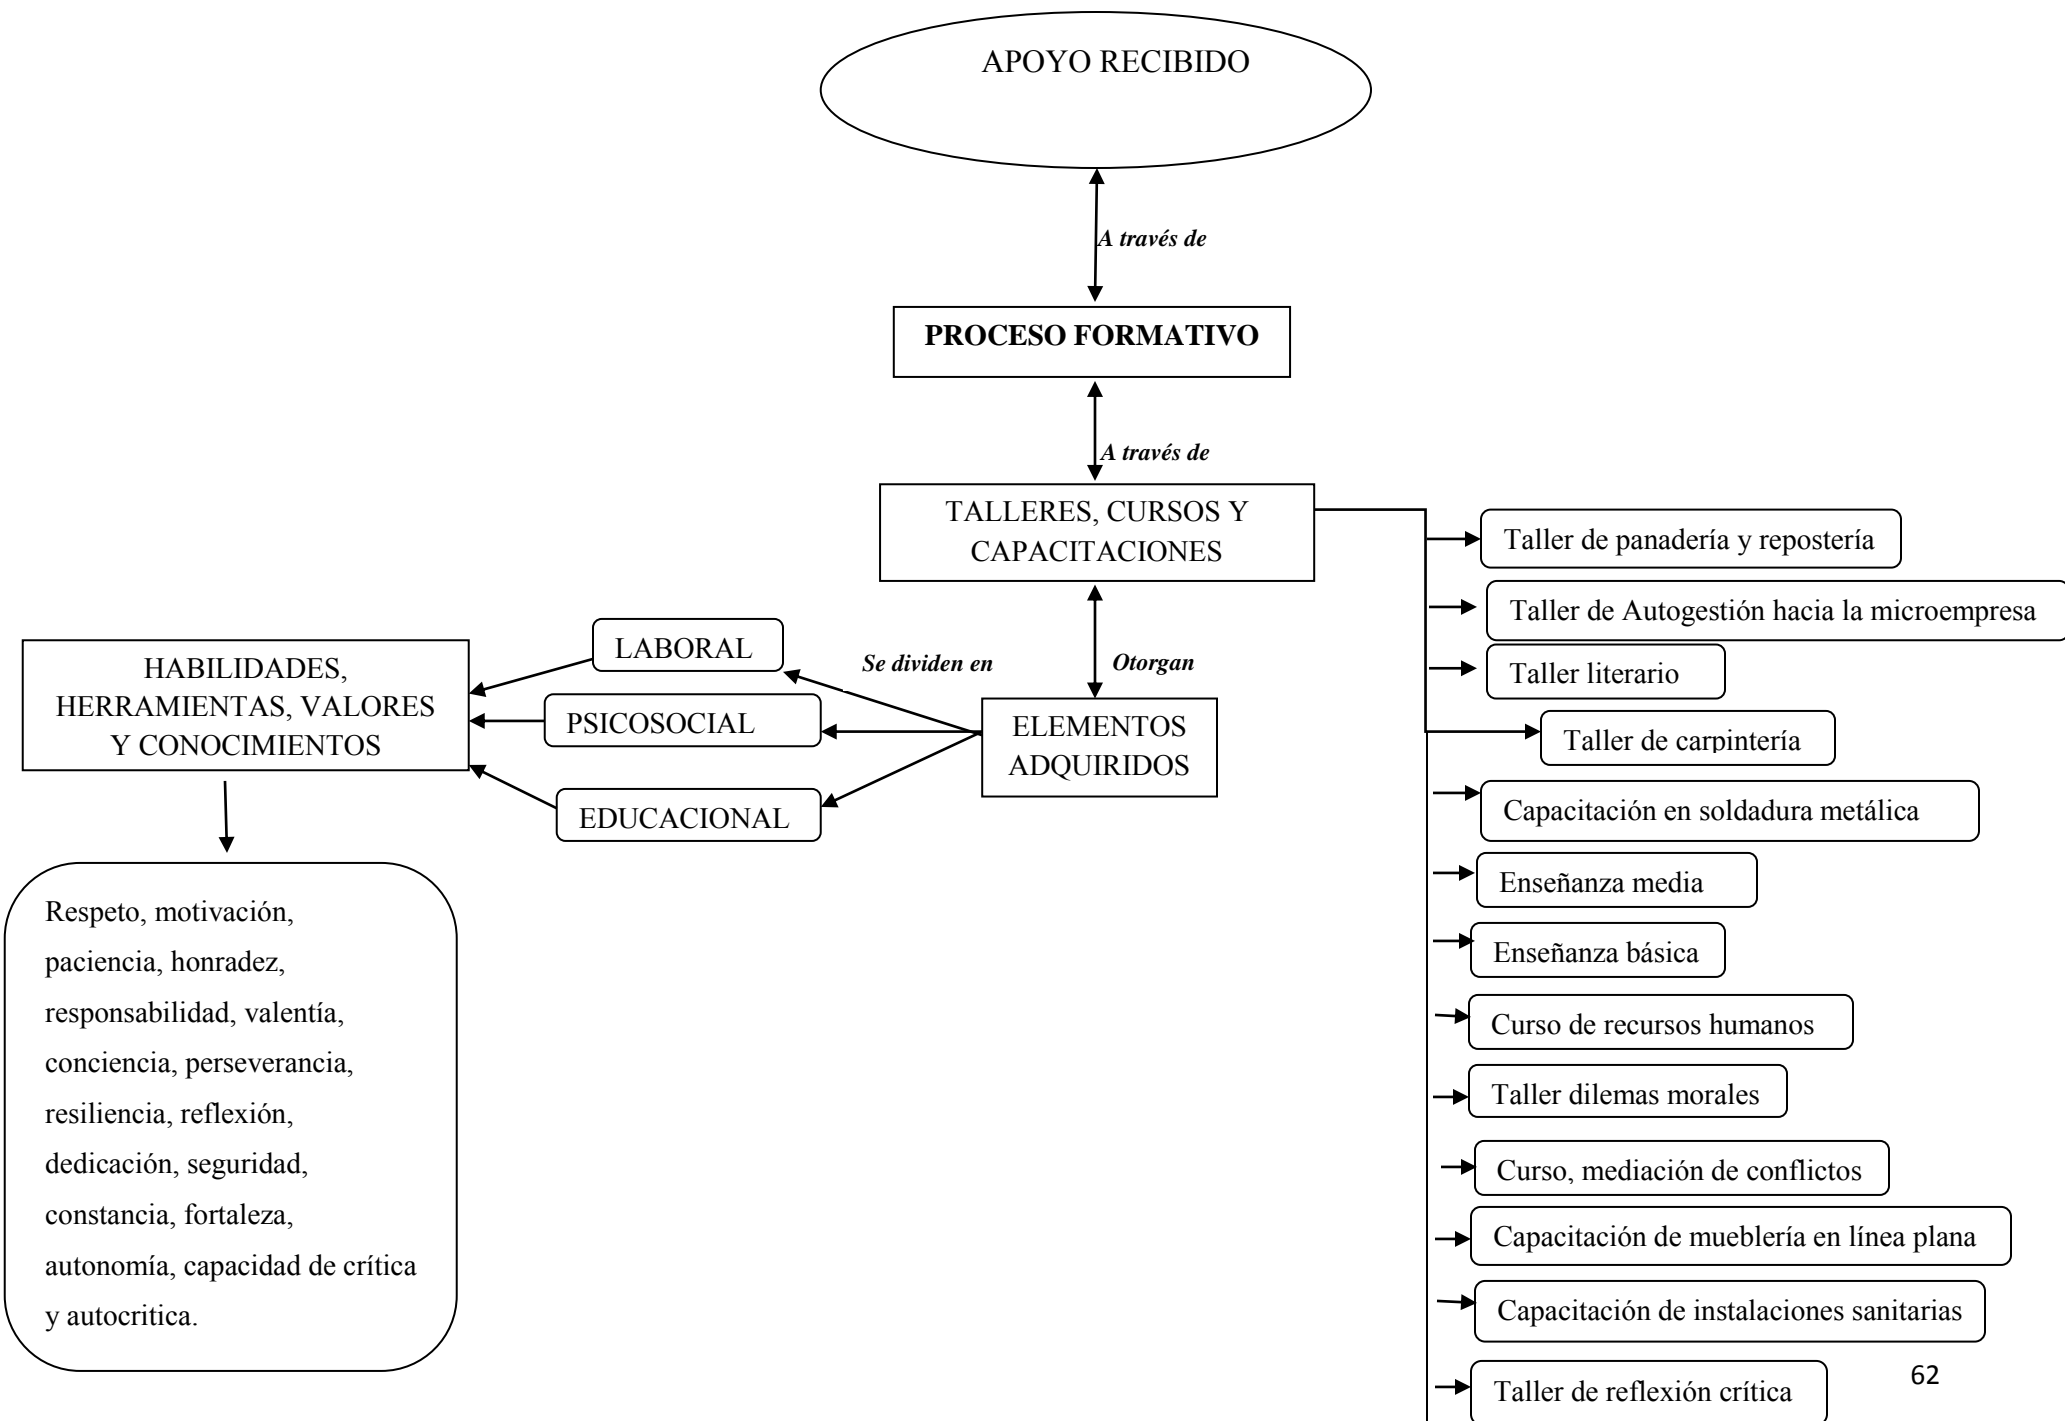 APOYO RECIBIDO
A través de
PROCESO FORMATIVO
A través de
TALLERES, CURSOS Y
CAPACITACIONES
Taller de panadería y repostería
Taller de Autogestión hacia la microempresa
Taller literario
Taller de carpintería
Capacitación en soldadura metálica
Enseñanza media
Enseñanza básica
Curso de recursos humanos
Taller dilemas morales
Curso, mediación de conflictos
Capacitación de mueblería en línea plana
Capacitación de instalaciones sanitarias
Taller de reflexión crítica
Otorgan
ELEMENTOS
ADQUIRIDOS
Se dividen en
LABORAL
PSICOSOCIAL
EDUCACIONAL
HABILIDADES,
HERRAMIENTAS, VALORES
Y CONOCIMIENTOS
Respeto, motivación,
paciencia, honradez,
responsabilidad, valentía,
conciencia, perseverancia,
resiliencia, reflexión,
dedicación, seguridad,
constancia, fortaleza,
autonomía, capacidad de crítica
y autocritica.
62